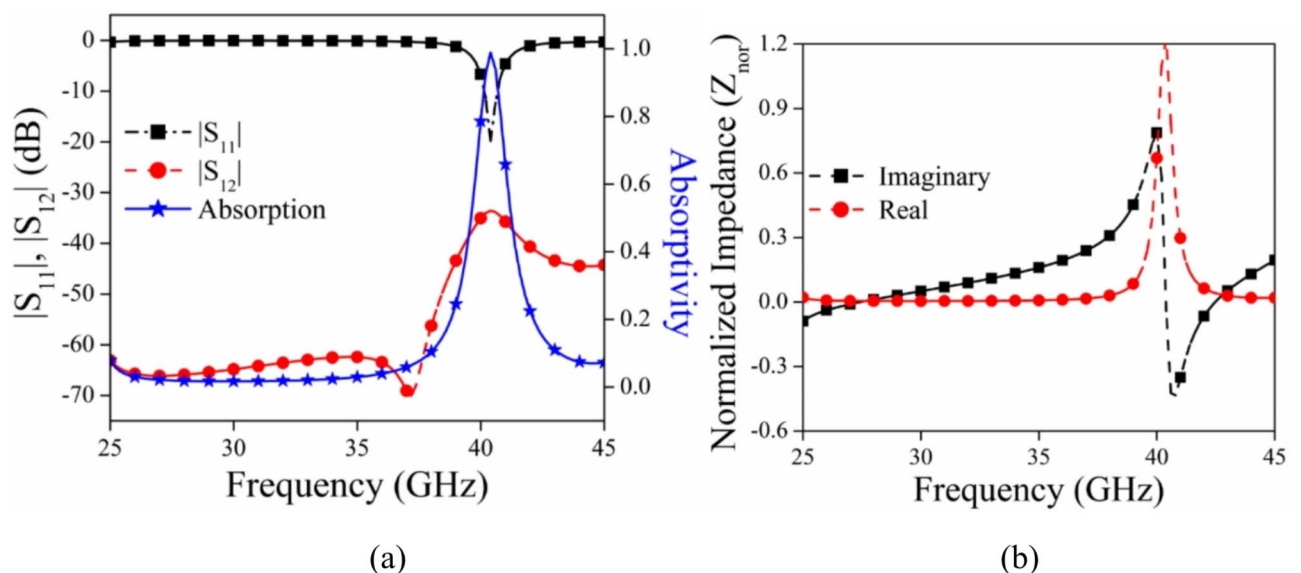 |S11|, |S12| (dB)
0
-10
-20
-30
-40
-50
-60
-70
|S11|
|S12|
Absorption
1.0
0.8
0.6
0.4
0.2
0.0
Absorptivity
25 30 35 40 45
Frequency (GHz)
(a)
Normalized Impedance (Znor)
1.2
0.9
0.6
0.3
0.0
-0.3
-0.6
Imaginary
Real
25 30 35 40 45
Frequency (GHz)
(b)